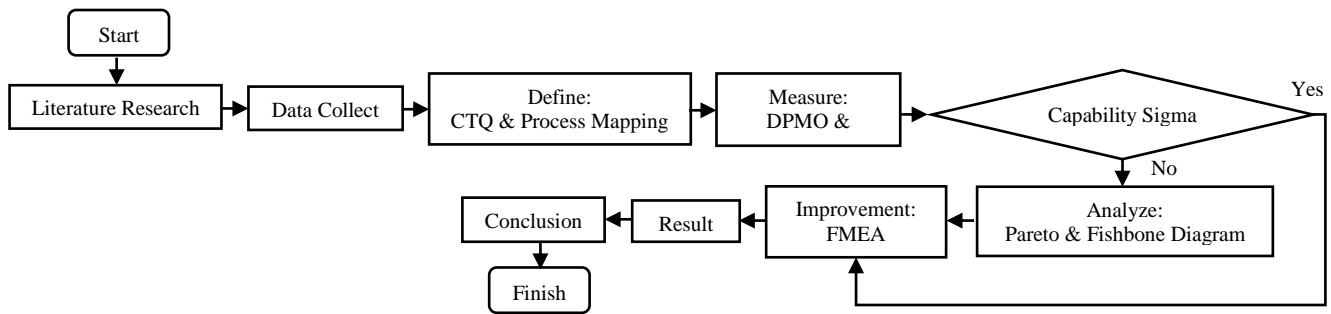 Start
Literature Research
Data Collect
Define:
CTQ & Process Mapping
Measure:
DPMO &
Capability Sigma
Yes
No
Analyze:
Pareto & Fishbone Diagram
Improvement:
FMEA
Result
Conclusion
Finish